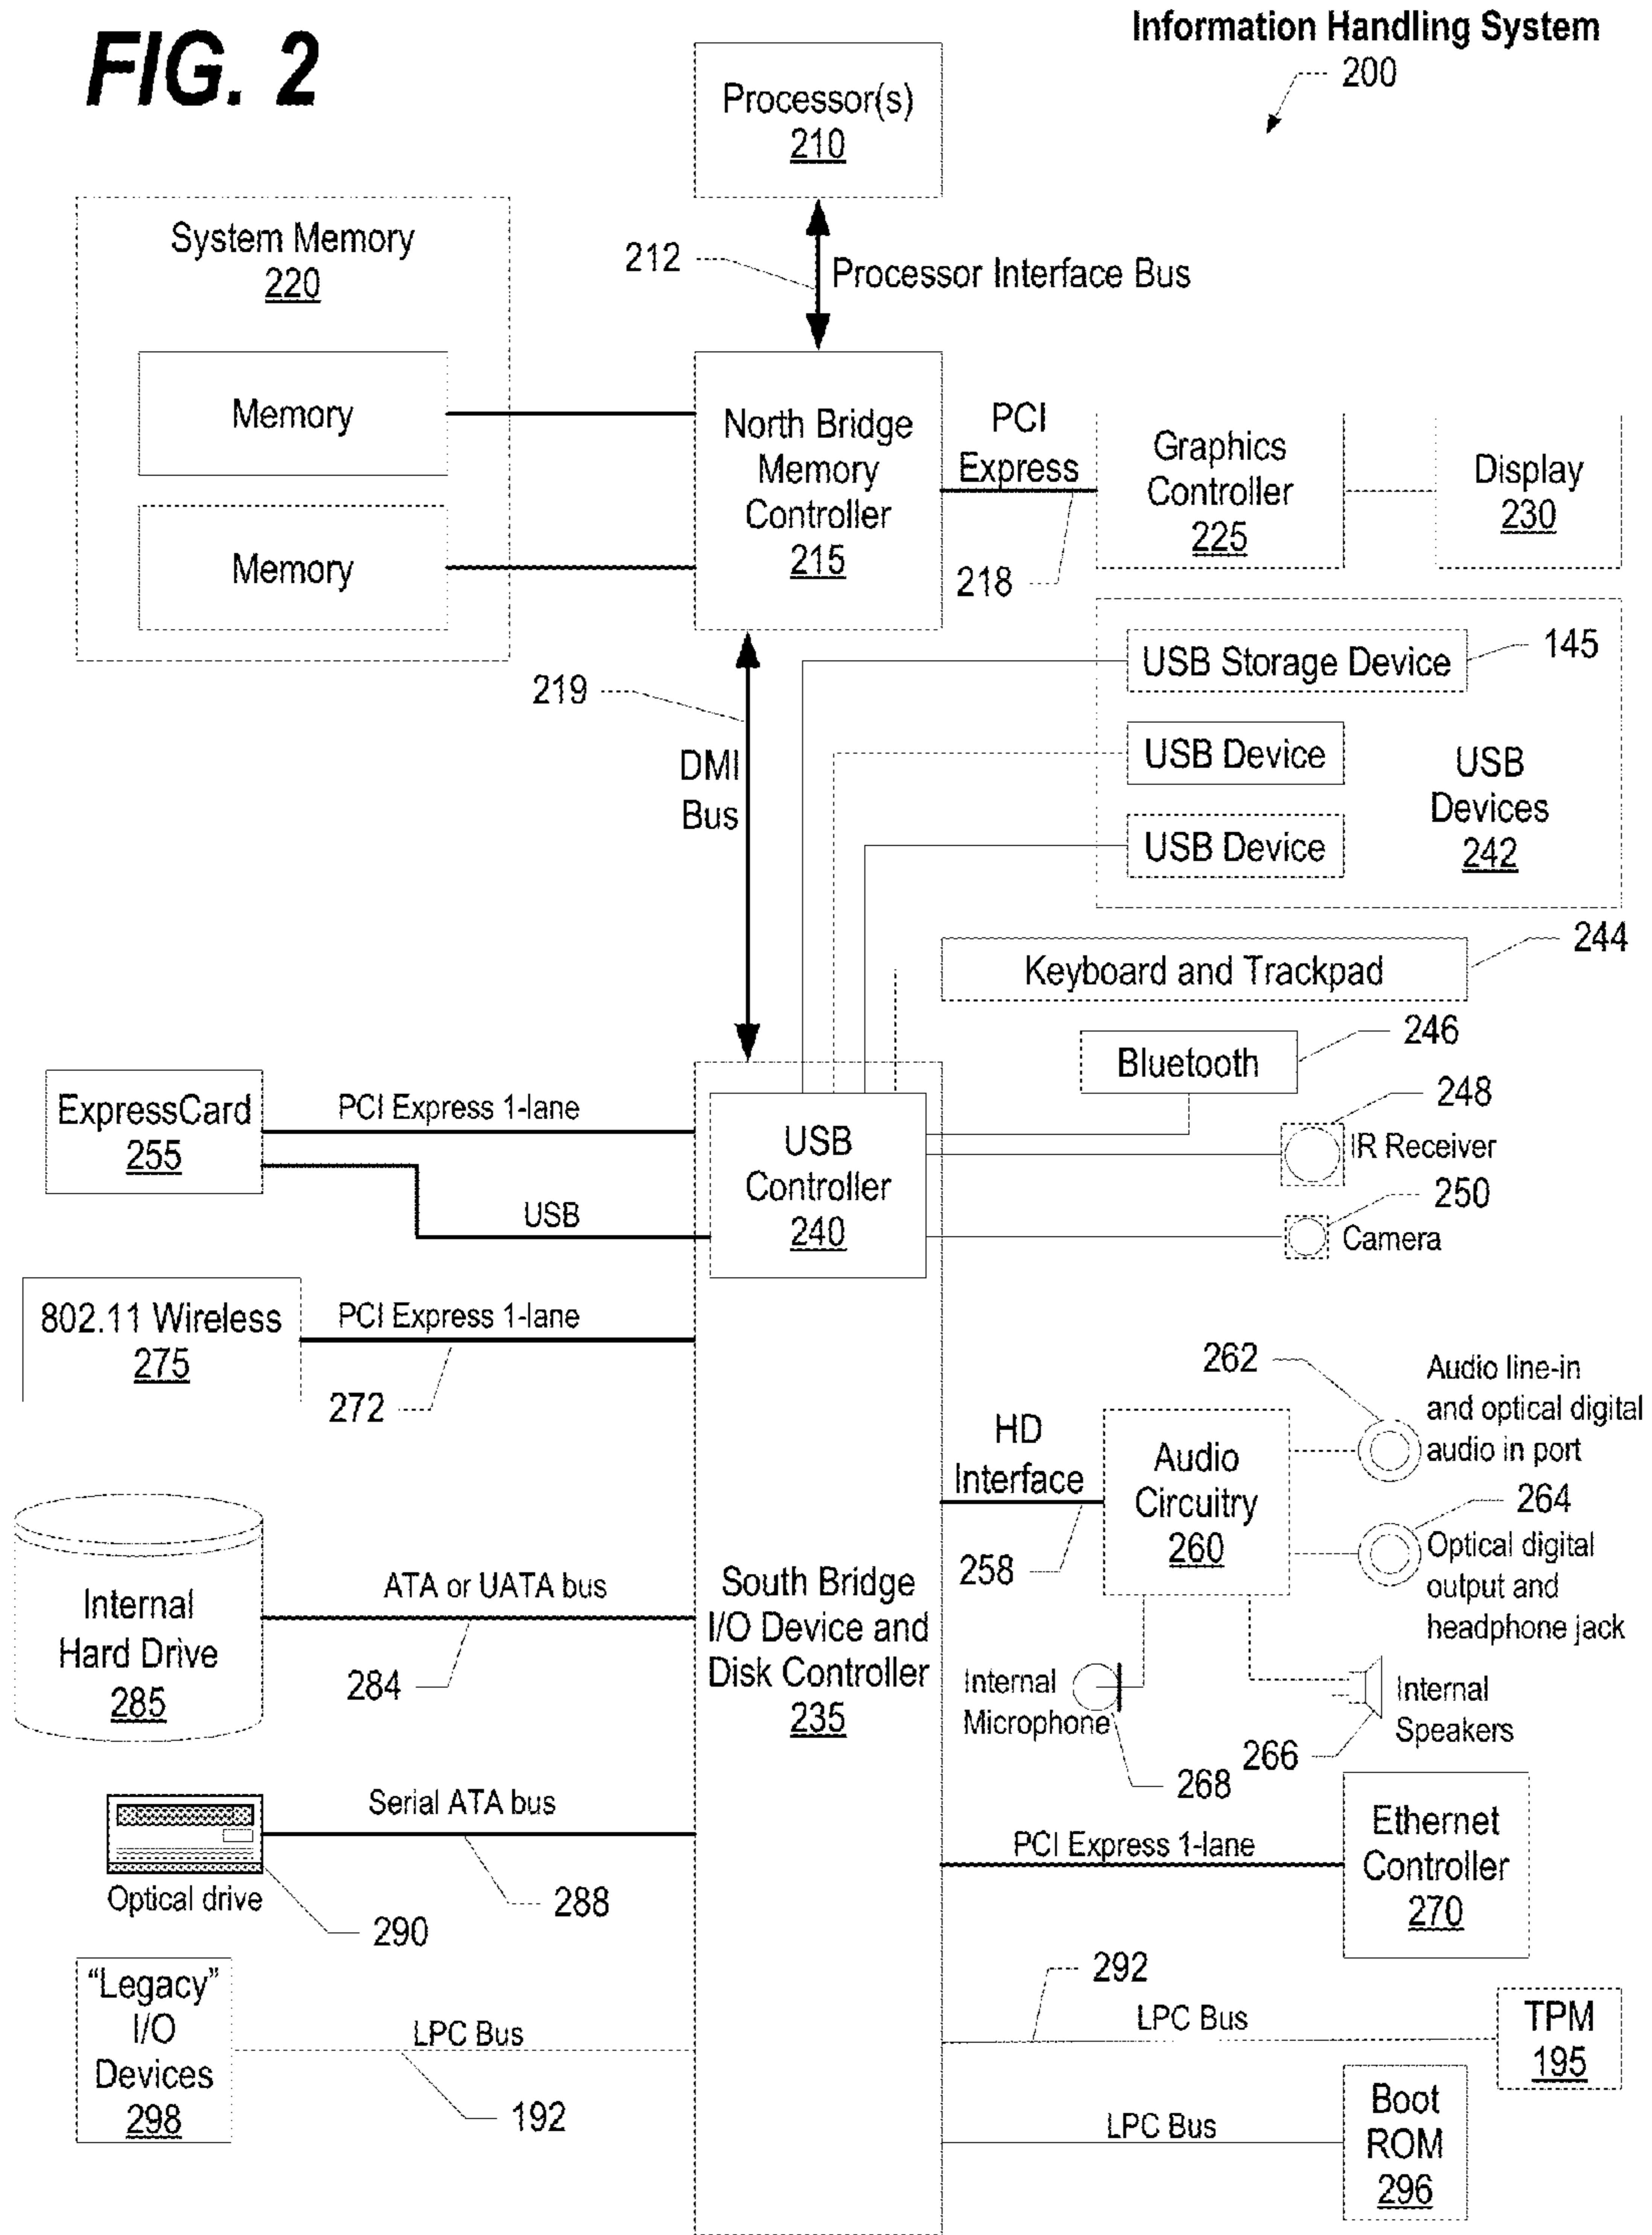 FIG. 2
Information Handling System
200
Processor(s)
210
System Memory
220
212
Processor Interface Bus
Memory
Memory
North Bridge
Memory
Controller
215
PCI
Express
218
Graphics
Controller
225
Display
230
219
DMI
Bus
USB Storage Device
145
USB Device
USB Device
USB
Devices
242
Keyboard and Trackpad
244
Bluetooth
246
248
IR Receiver
250
Camera
ExpressCard
255
PCI Express 1-lane
USB
USB
Controller
240
802.11 Wireless
275
PCI Express 1-lane
272
262
Audio line-in
and optical digital
audio in port
HD
Interface
258
Audio
Circuitry
260
264
Optical digital
output and
headphone jack
Internal
Hard Drive
285
ATA or UATA bus
284
South Bridge
I/O Device and
Disk Controller
235
Internal
Microphone
268
266
Internal
Speakers
Serial ATA bus
288
Optical drive
290
PCI Express 1-lane
Ethernet
Controller
270
"Legacy"
I/O
Devices
298
LPC Bus
192
292
LPC Bus
TPM
195
LPC Bus
Boot
ROM
296